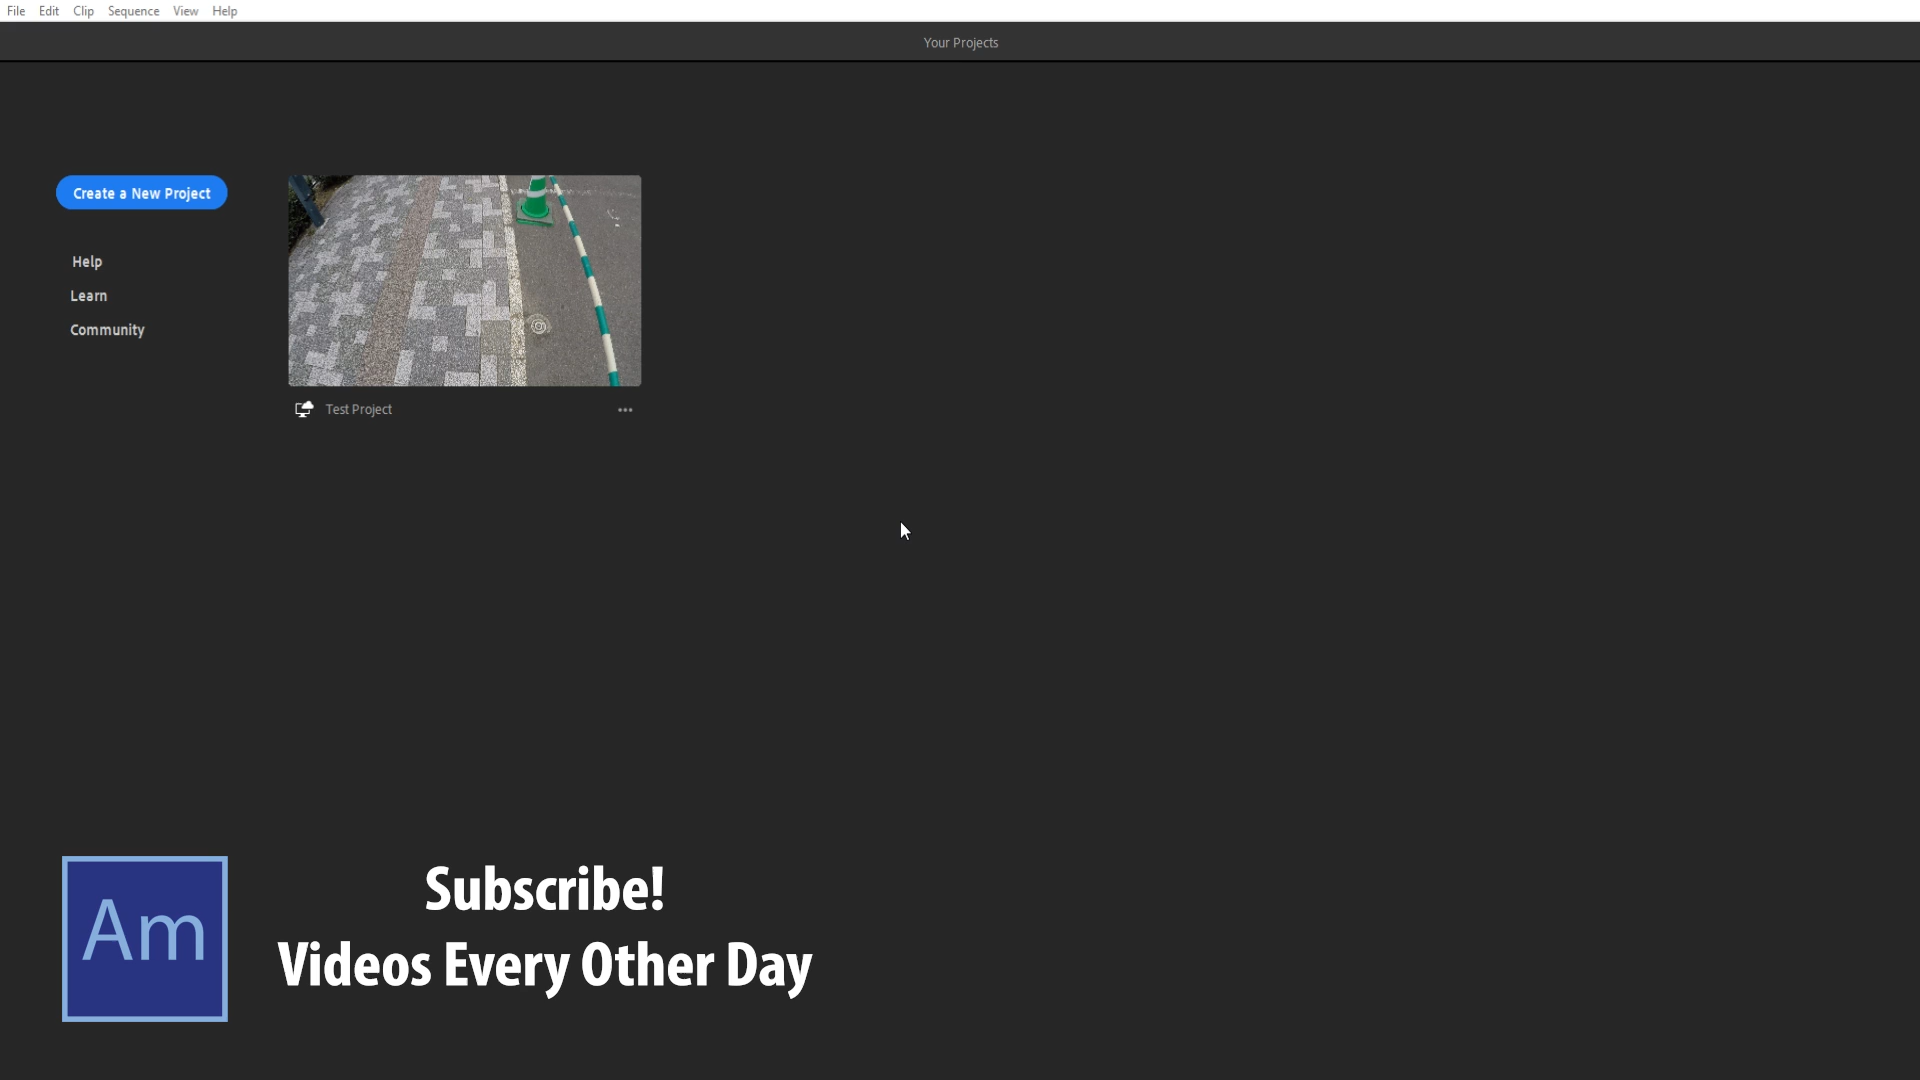 File Edit Clip Sequence View Help
Your Projects
Create a New Project
Help
Learn
Community
Test Project
Am
Subscribe!
Videos Every Other Day